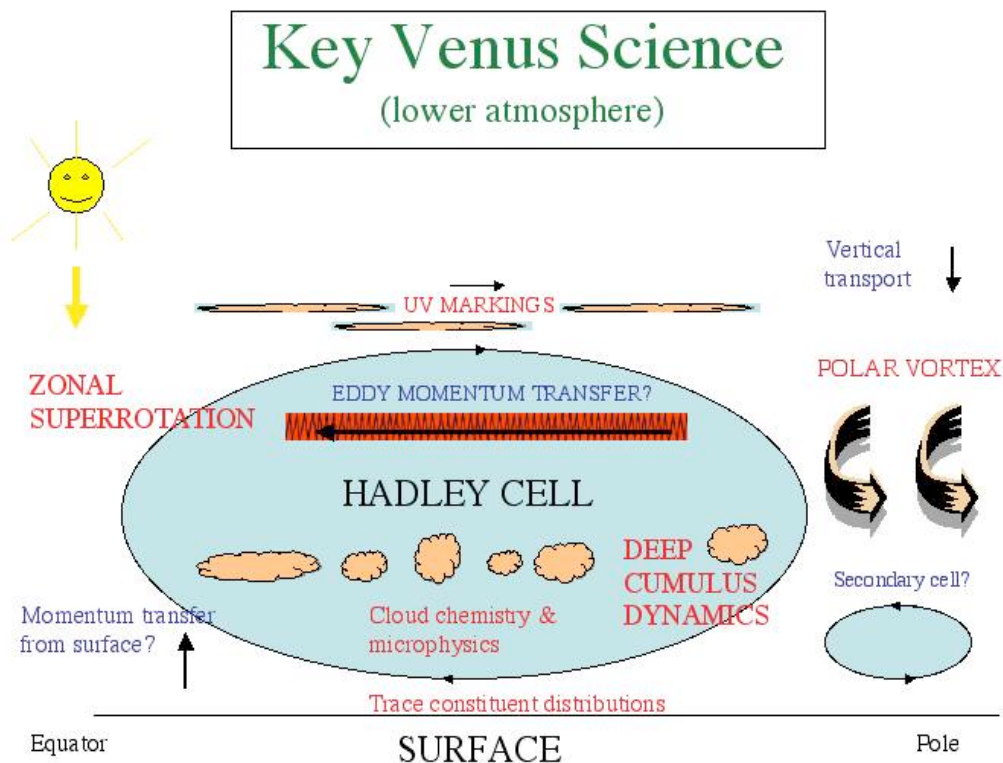 Key Venus Science
(lower atmosphere)
Vertical
transport
UV MARKINGS
ZONAL
SUPERROTATION
EDDY MOMENTUM TRANSFER?
POLAR VORTEX
HADLEY CELL
DEEP
CUMULUS
DYNAMICS
Secondary cell?
Momentum transfer
from surface?
Cloud chemistry &
microphysics
Trace constituent distributions
Equator
SURFACE
Pole